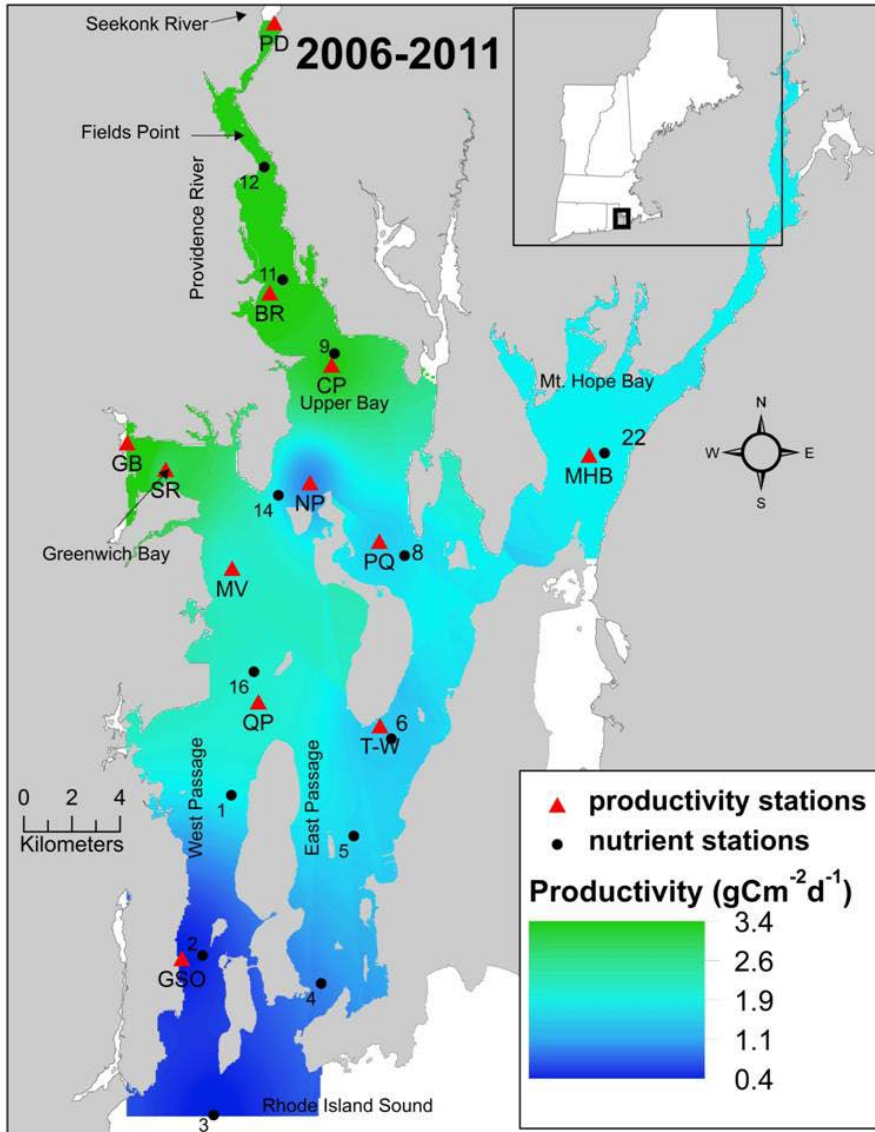 Seekonk River
PD
2006-2011
Fields Point
12
Providence River
11
BR
9
CP
Upper Bay
Mt. Hope Bay
N
W
E
S
GB
SR
22
MHB
14
NP
Greenwich Bay
PQ
8
MV
16
QP
6
T-W
0 4
Kilometers
1
West Passage
East Passage
5
productivity stations
nutrient stations
Productivity (gCm-2d-1)
3.4
2.6
1.9
1.1
0.4
2
GSO
4
Rhode Island Sound
3